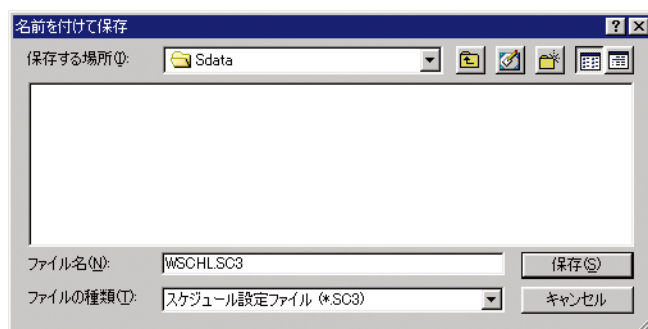 名前を付けて保存
保存する場所(I): Sdata
ファイル名(N): WSCHL.SC3 保存(S)
ファイルの種類(T): スケジュール設定ファイル (*.SC3) キャンセル